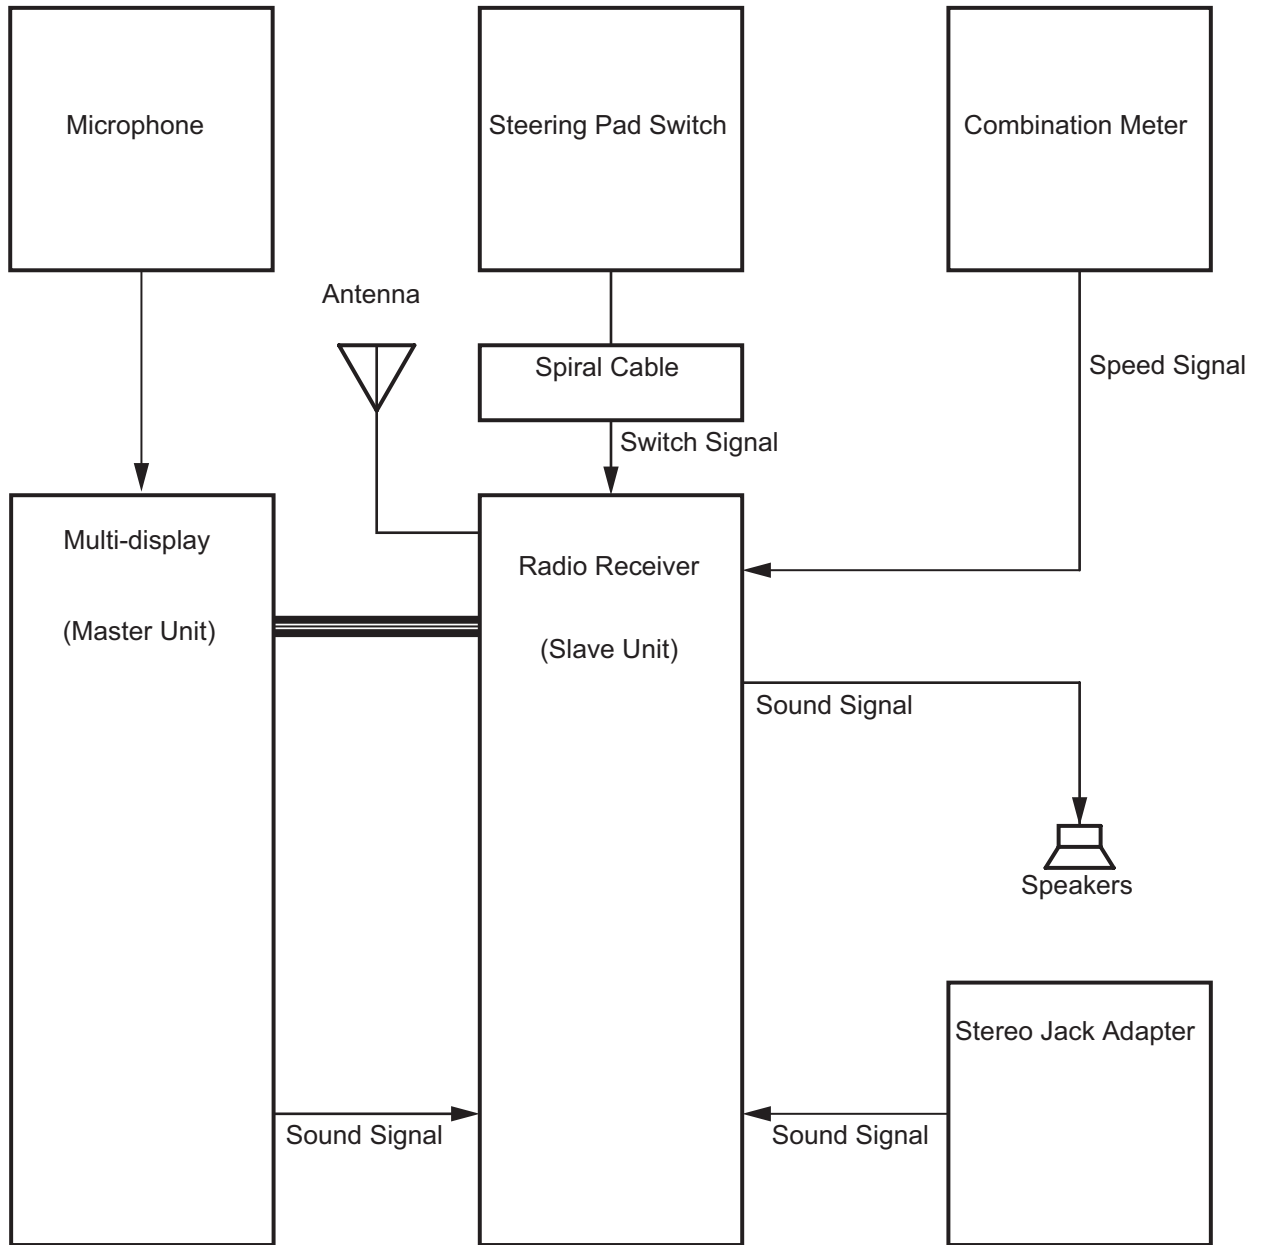 Microphone
Steering Pad Switch
Combination Meter
Antenna
Spiral Cable
Speed Signal
Switch Signal
Multi-display
(Master Unit)
Radio Receiver
(Slave Unit)
Sound Signal
Speakers
Stereo Jack Adapter
Sound Signal
Sound Signal